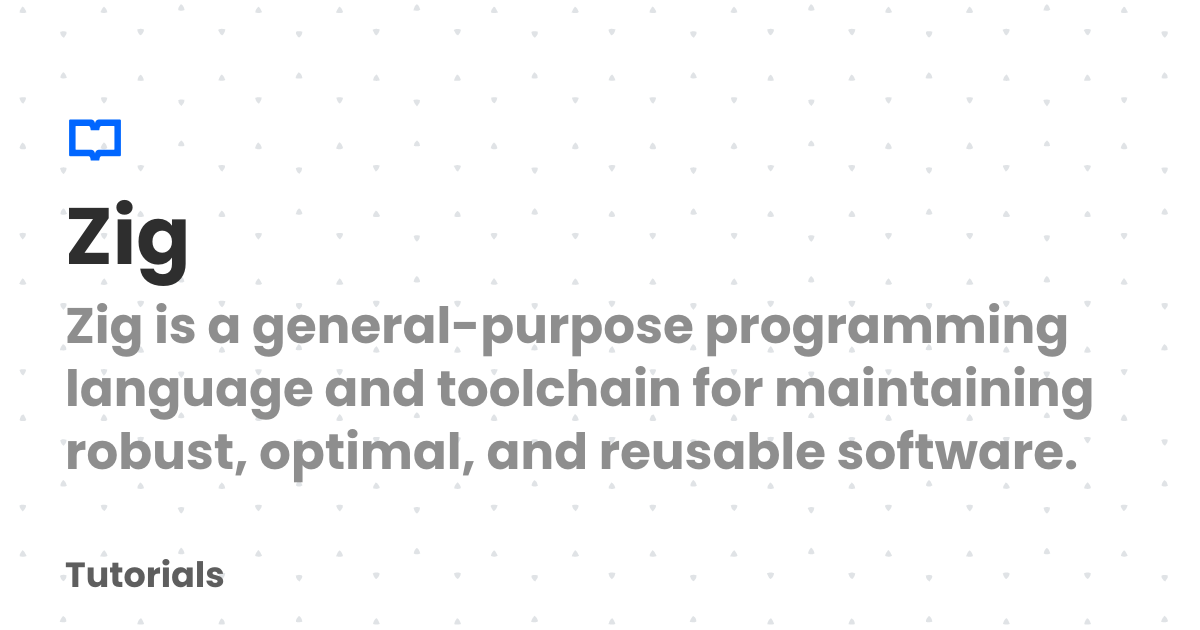 Zig
Zig is a general-purpose programming
language and toolchain for maintaining
robust, optimal, and reusable software.
Tutorials